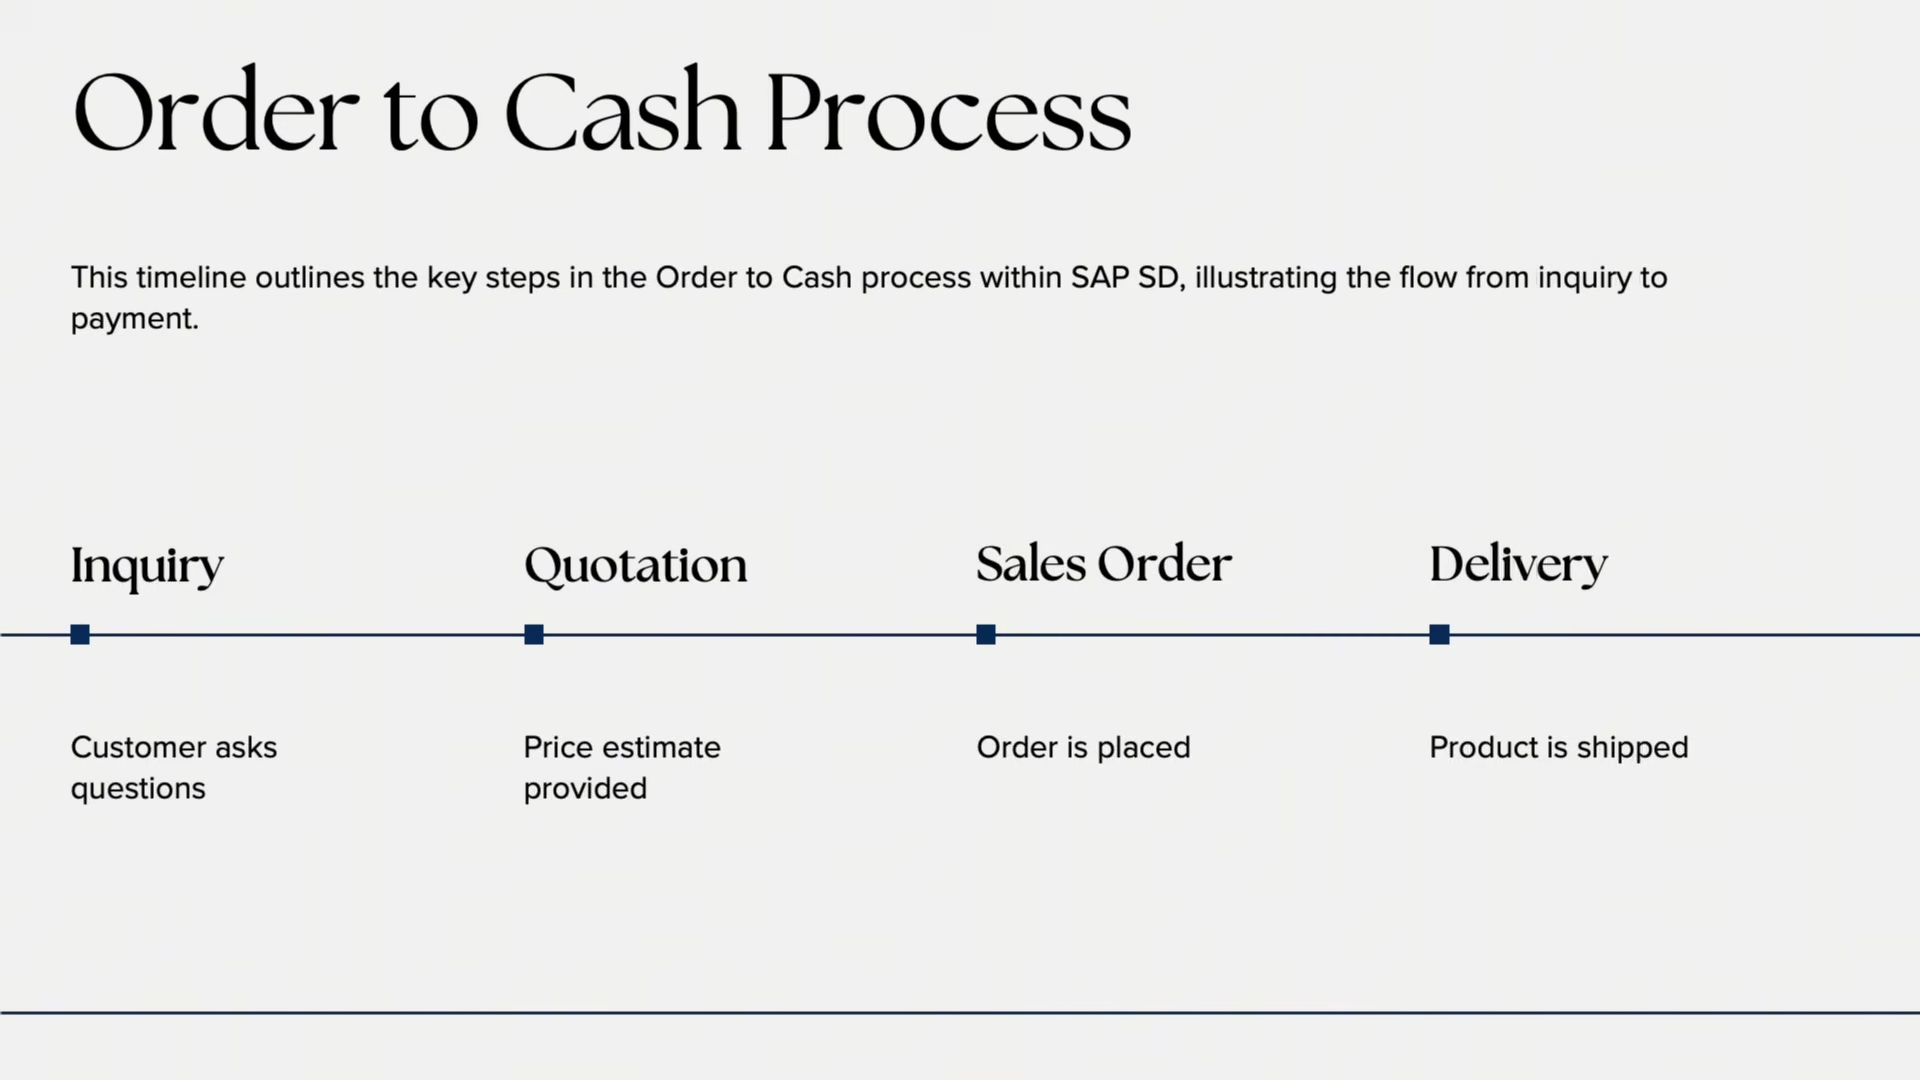 Order to Cash Process
This timeline outlines the key steps in the Order to Cash process within SAP SD, illustrating the flow from inquiry to
payment.
Inquiry
Quotation
Sales Order
Delivery
Customer asks
questions
Price estimate
provided
Order is placed
Product is shipped